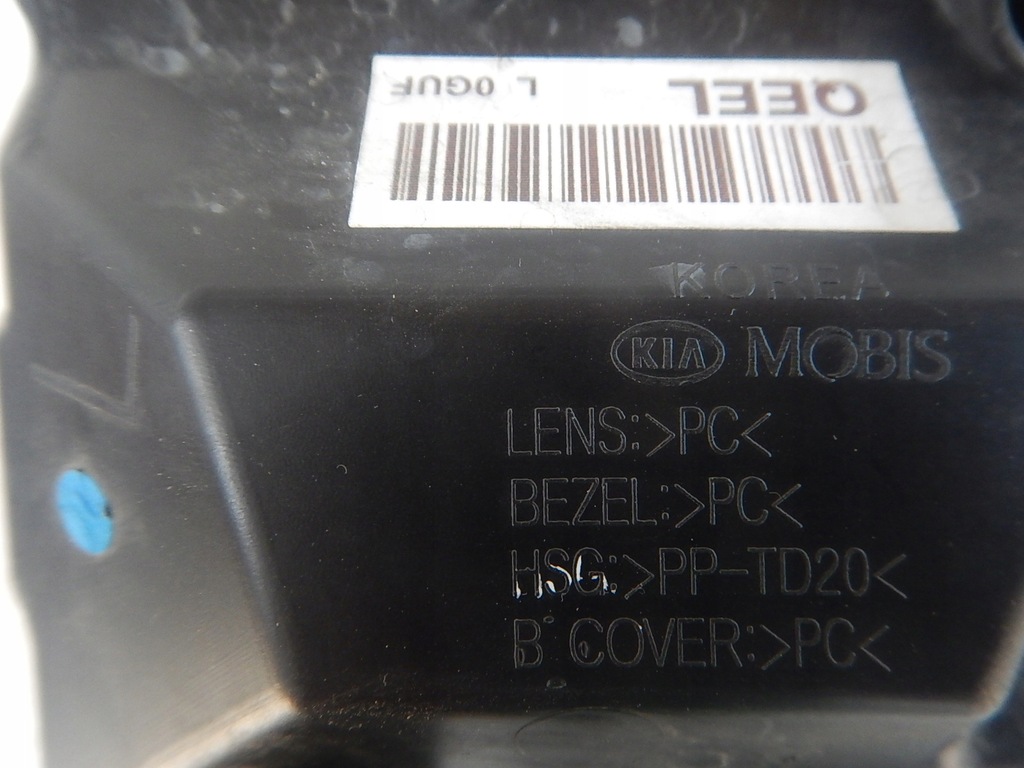 QEEL L 0GUF
KOREA
KIA MOBIS
LENS:>PC<
BEZEL:>PC<
HSG:>PP-TD20<
B COVER:>PC<